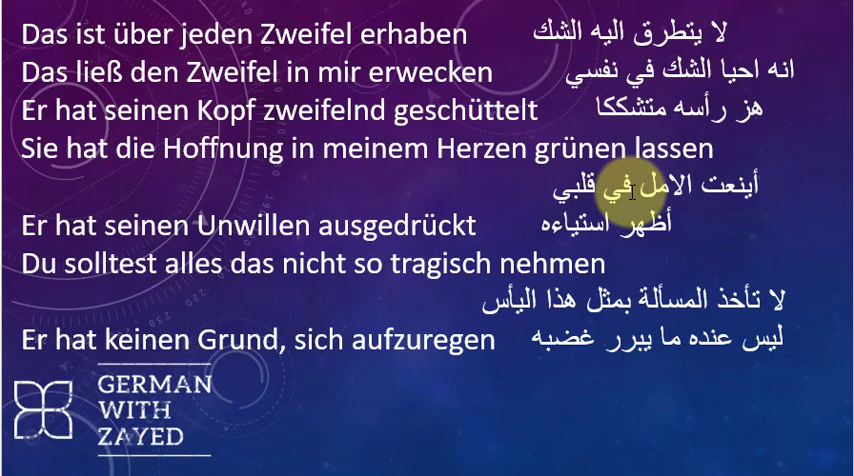 Das ist über jeden Zweifel erhaben لا يتطرق اليه الشك
Das ließ den Zweifel in mir erwecken انه احيا الشك في نفسي
Er hat seinen Kopf zweifelnd geschüttelt هز رأسه متشككا
Sie hat die Hoffnung in meinem Herzen grünen lassen
أينعت الامل في قلبي
Er hat seinen Unwillen ausgedrückt أظهر استياءه
Du solltest alles das nicht so tragisch nehmen
لا تأخذ المسألة بمثل هذا اليأس
Er hat keinen Grund, sich aufzuregen ليس عنده ما يبرر غضبه
GERMAN
WITH
ZAYED